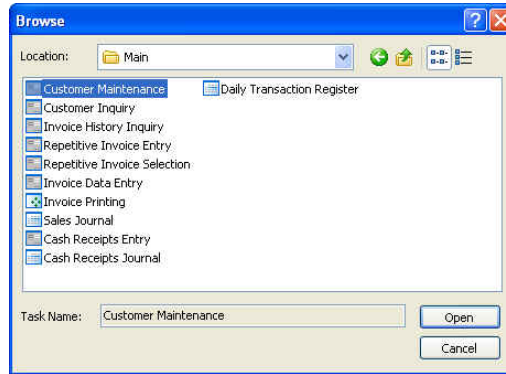 Browse
Location: Main
Customer Maintenance Daily Transaction Register
Customer Inquiry
Invoice History Inquiry
Repetitive Invoice Entry
Repetitive Invoice Selection
Invoice Data Entry
Invoice Printing
Sales Journal
Cash Receipts Entry
Cash Receipts Journal
Task Name: Customer Maintenance Open
Cancel